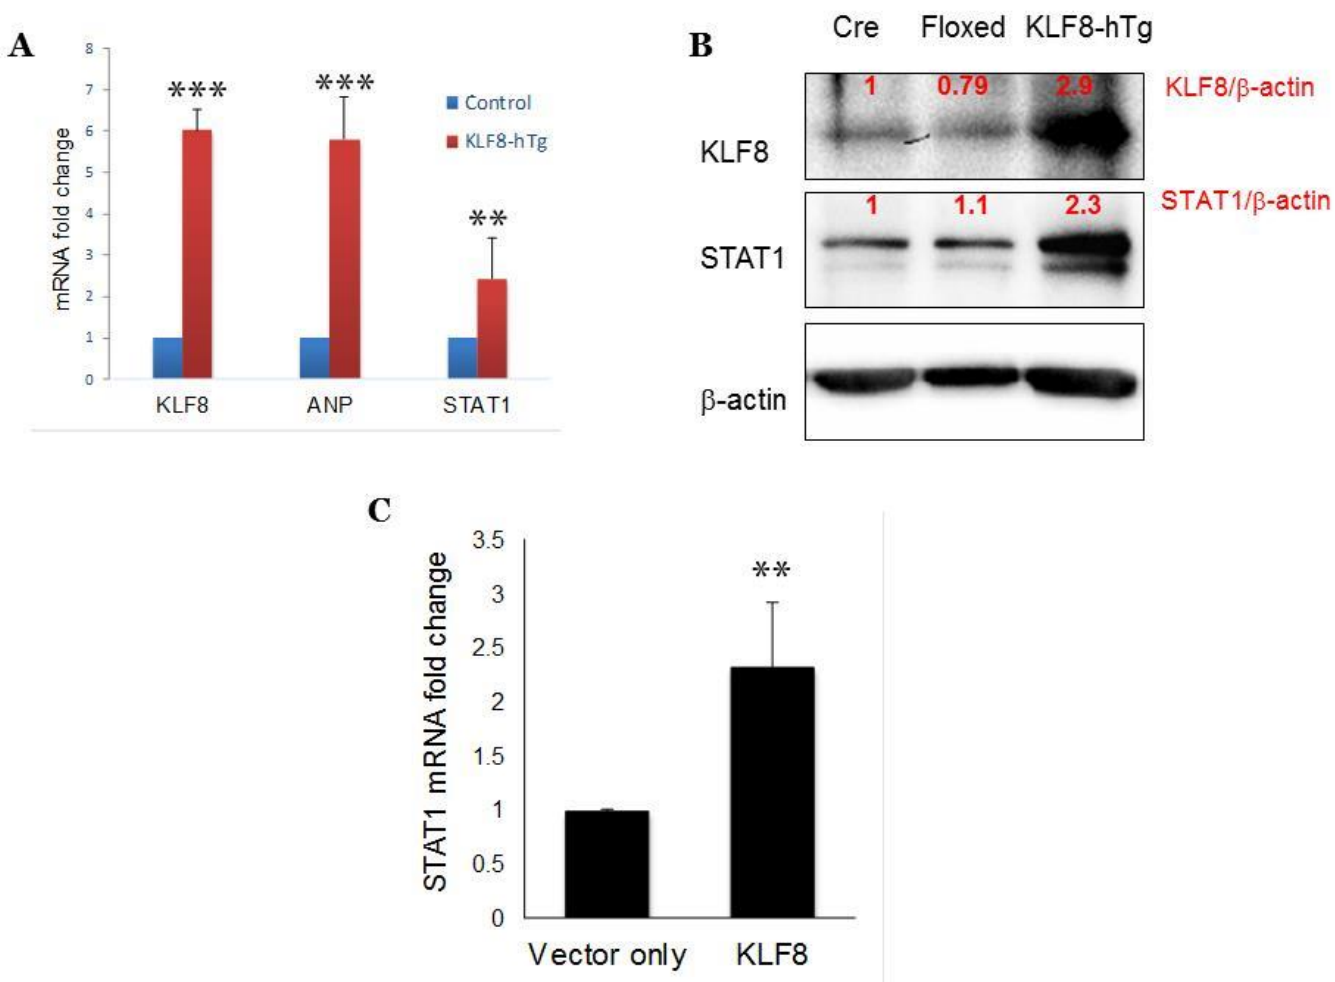 A
8
7
6
5
4
3
2
1
0
mRNA fold change
***
***
**
Control
KLF8-hTg
KLF8
ANP
STAT1
B
Cre Floxed KLF8-hTg
1 0.79 2.9 KLF8/β-actin
KLF8
1 1.1 2.3 STAT1/β-actin
STAT1
β-actin
C
3.5
3
2.5
2
1.5
1
0.5
0
STAT1 mRNA fold change
**
Vector only KLF8